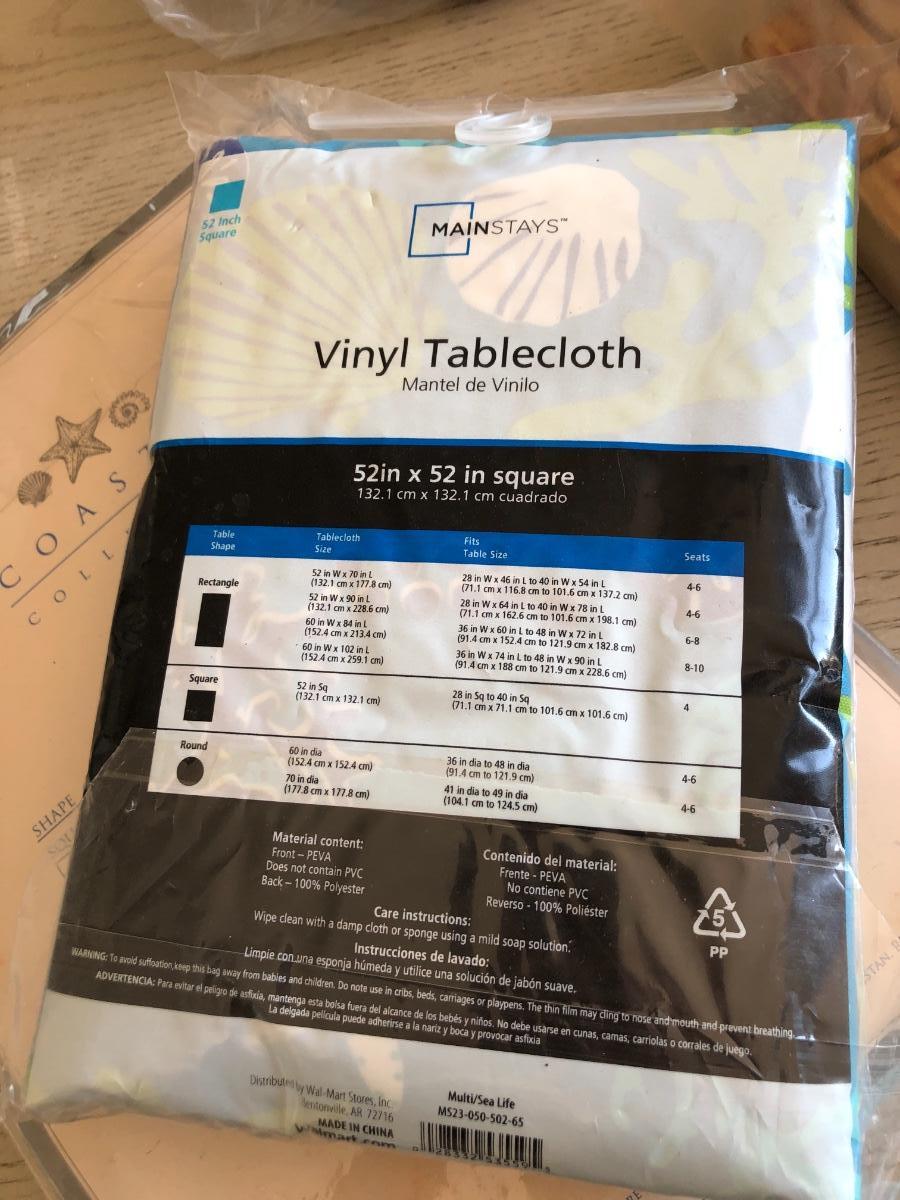 52 Inch
Square
MAINSTAYS™
Vinyl Tablecloth
Mantel de Vinilo
52in x 52 in square
132.1 cm x 132.1 cm cuadrado
Table
Shape
Tablecloth
Size
Fits
Table Size
Seats
Rectangle
52 in W x 70 in L
(132.1 cm x 177.8 cm)
28 in W x 46 in L to 40 in W x 54 in L
(71.1 cm x 116.8 cm to 101.6 cm x 137.2 cm)
4-6
52 in W x 90 in L
(132.1 cm x 228.6 cm)
28 in W x 64 in L to 40 in W x 78 in L
(71.1 cm x 162.6 cm to 101.6 cm x 198.1 cm)
4-6
60 in W x 84 in L
(152.4 cm x 213.4 cm)
36 in W x 60 in L to 48 in W x 72 in L
(91.4 cm x 152.4 cm to 121.9 cm x 182.8 cm)
6-8
60 in W x 102 in L
(152.4 cm x 259.1 cm)
36 in W x 74 in L to 48 in W x 90 in L
(91.4 cm x 188 cm to 121.9 cm x 228.6 cm)
8-10
Square
52 in Sq
(132.1 cm x 132.1 cm)
28 in Sq to 40 in Sq
(71.1 cm x 71.1 cm to 101.6 cm x 101.6 cm)
4
Round
60 in dia
(152.4 cm x 152.4 cm)
36 in dia to 48 in dia
(91.4 cm to 121.9 cm)
4-6
70 in dia
(177.8 cm x 177.8 cm)
41 in dia to 49 in dia
(104.1 cm to 124.5 cm)
4-6
Material content:
Front – PEVA
Does not contain PVC
Back – 100% Polyester
Contenido del material:
Frente - PEVA
No contiene PVC
Reverso - 100% Poliéster
5
PP
Care instructions:
Wipe clean with a damp cloth or sponge using a mild soap solution.
Instrucciones de lavado:
Limpie con una esponja húmeda y utilice una solución de jabón suave.
WARNING: To avoid suffoation,keep this bag away from babies and children. Do note use in cribs, beds, carriages or playpens. The thin film may cling to nose and mouth and prevent breathing.
ADVERTENCIA: Para evitar el peligro de asfixia, mantenga esta bolsa fuera del alcance de los bebés y niños. No debe usarse en cunas, camas, carriolas o corrales de juego.
La delgada película puede adherirse a la nariz y boca y provocar asfixia
Distributed by Wal-Mart Stores, Inc.
Bentonville, AR 72716
MADE IN CHINA
Walmart.com
Multi/Sea Life
MS23-050-502-65
COAST
COLL
SHAPE